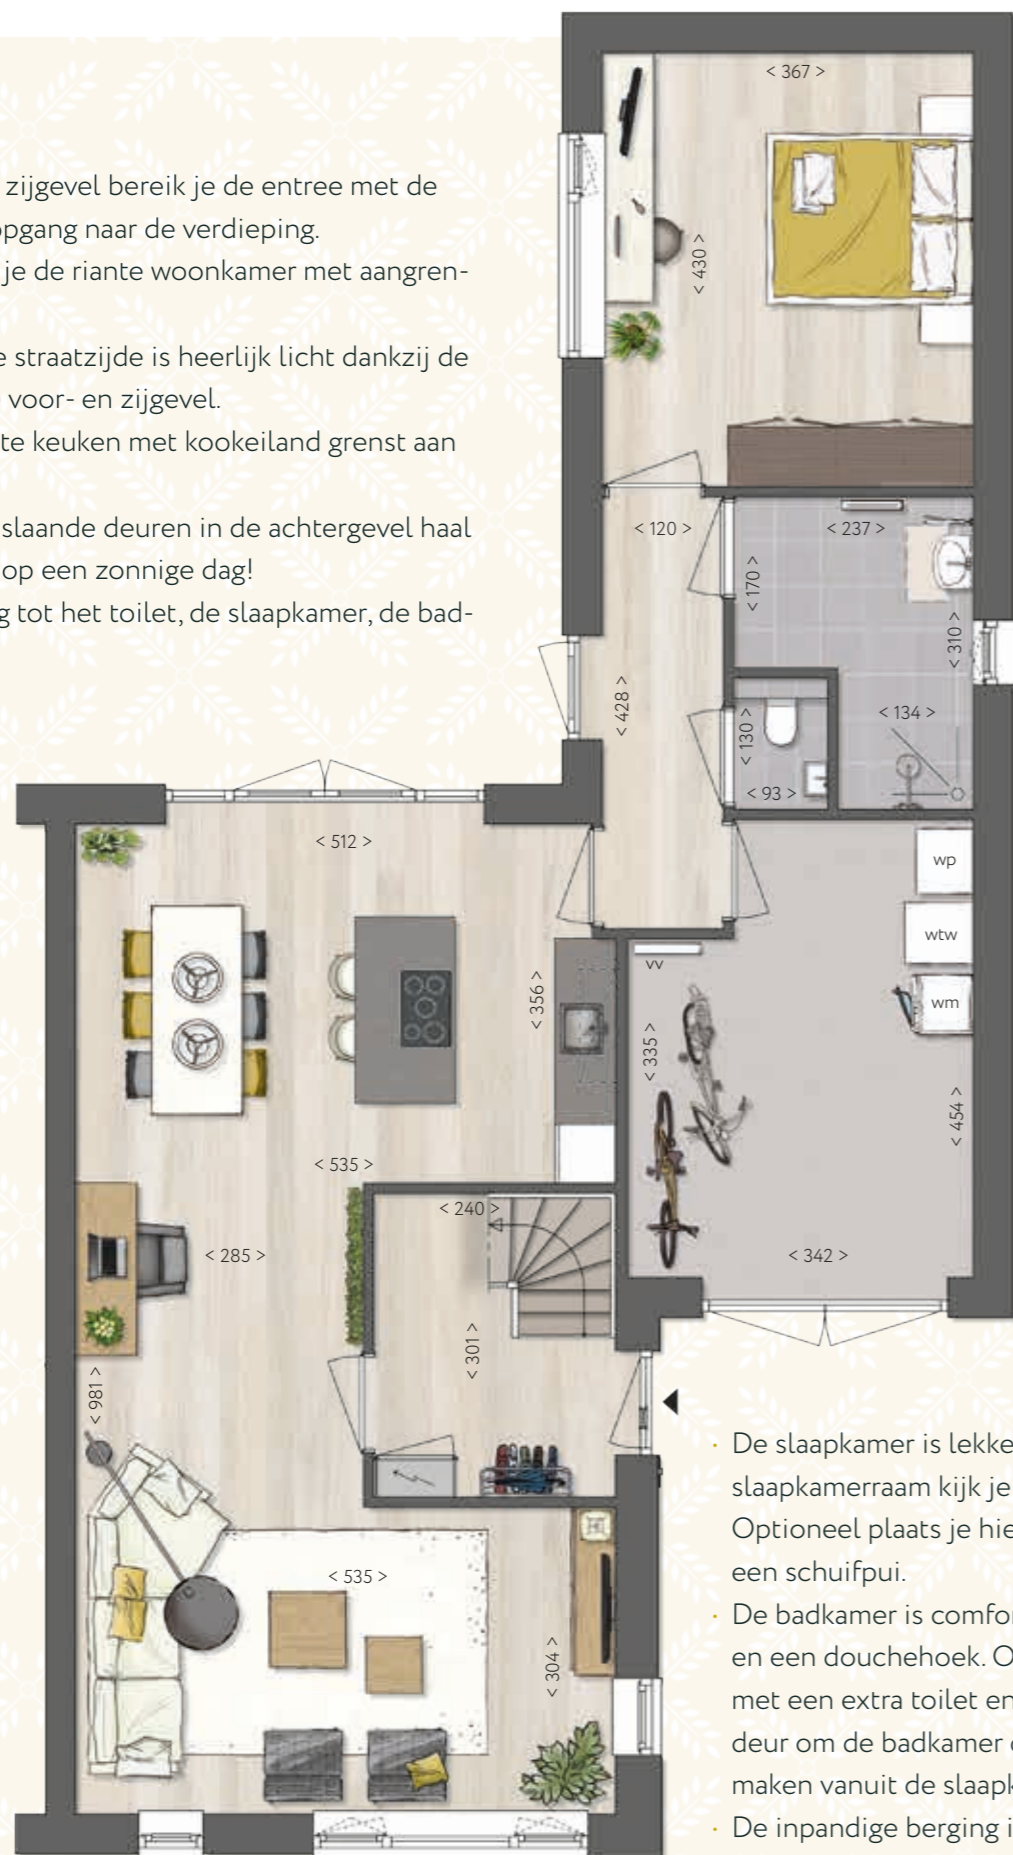 zijgevel bereik je de entree met de
opgang naar de verdieping.
je de riante woonkamer met aangren-
straatzijde is heerlijk licht dankzij de
voor- en zijgevel.
keuken met kookeiland grenst aan
slaande deuren in de achtergevel haal
op een zonnige dag!
tot het toilet, de slaapkamer, de bad-
< 367 >
< 430 >
< 120 >
< 237 >
< 170 >
< 310 >
< 428 >
< 134 >
< 130 >
< 93 >
< 512 >
wp
wtw
wm
vv
< 356 >
< 335 >
< 454 >
< 535 >
< 240 >
< 285 >
< 342 >
< 301 >
< 981 >
< 535 >
< 304 >
· De slaapkamer is lekke
slaapkamerraam kijk je
Optioneel plaats je hie
een schuifpui.
· De badkamer is comfo
en een douchehoek. O
met een extra toilet en
deur om de badkamer
maken vanuit de slaapk
· De inpandige berging i